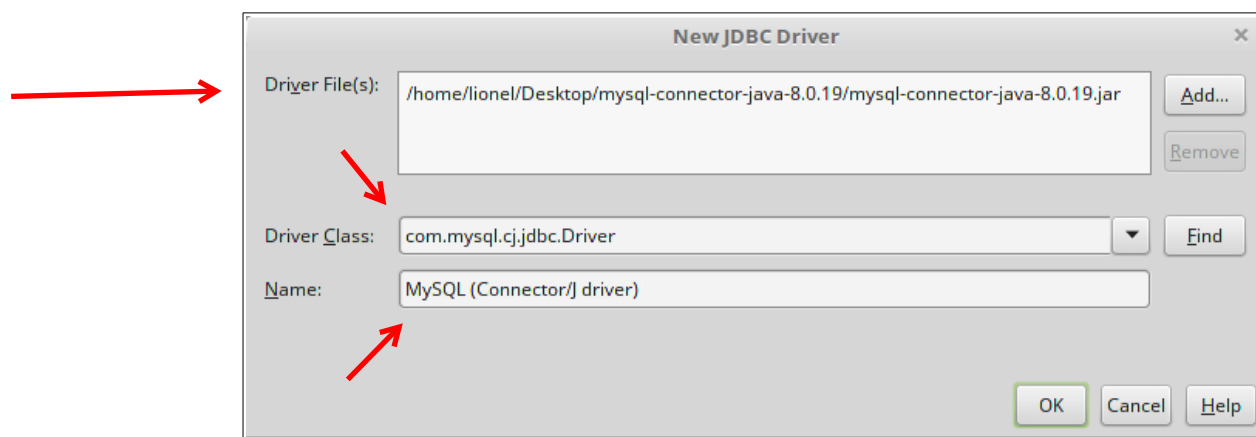 New JDBC Driver ×
Driver File(s): /home/lionel/Desktop/mysql-connector-java-8.0.19/mysql-connector-java-8.0.19.jar Add...
Remove
Driver Class: com.mysql.cj.jdbc.Driver Find
Name: MySQL (Connector/J driver)
OK Cancel Help